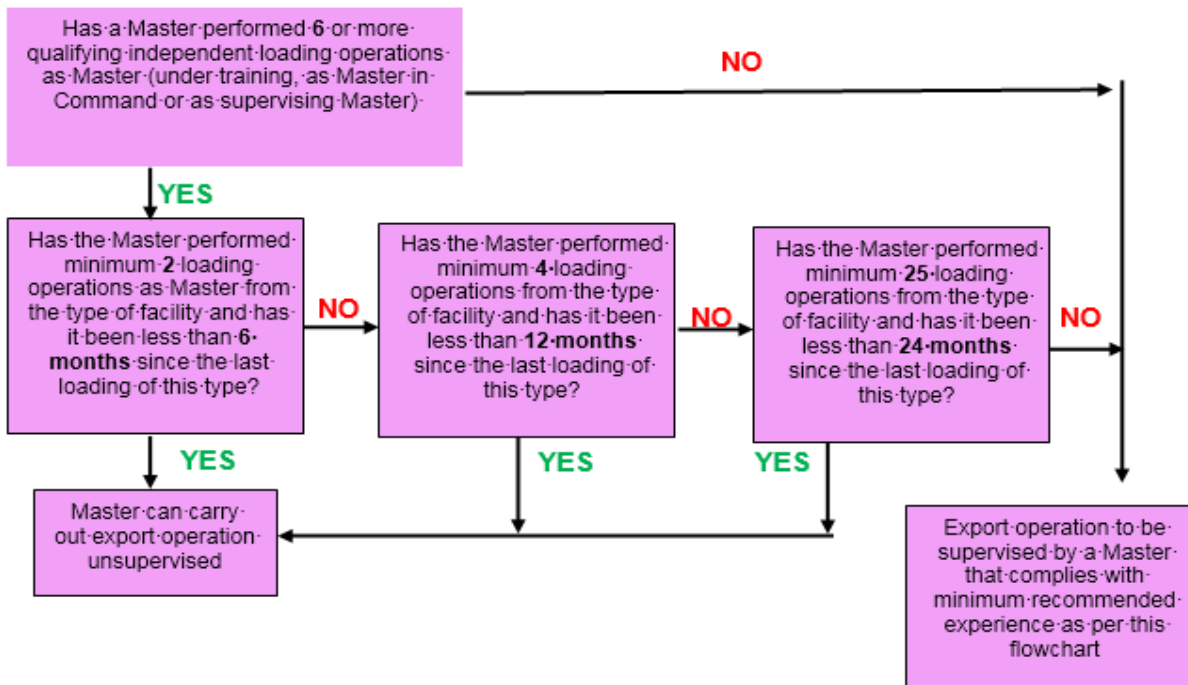 Has·a·Master·performed·6·or·more·
qualifying·independent·loading·operations·
as·Master·(under·training,·as·Master·in·
Command·or·as·supervising·Master)·
NO
YES
Has·the·Master·performed·
minimum·2·loading·
operations·as·Master·from·
the·type·of·facility·and·has·
it·been·less·than·6·
months·since·the·last·
loading·of·this·type?
NO
Has·the·Master·performed·
minimum·4·loading·
operations·from·the·type·
of·facility·and·has·it·been·
less·than·12·months·
since·the·last·loading·of·
this·type?
NO
Has·the·Master·performed·
minimum·25·loading·
operations·from·the·type·
of·facility·and·has·it·been·
less·than·24·months·
since·the·last·loading·of·
this·type?
NO
YES
YES
YES
Master·can·carry·
out·export·operation·
unsupervised
Export·operation·to·be·
supervised·by·a·Master·
that·complies·with·
minimum·recommended·
experience·as·per·this·
flowchart